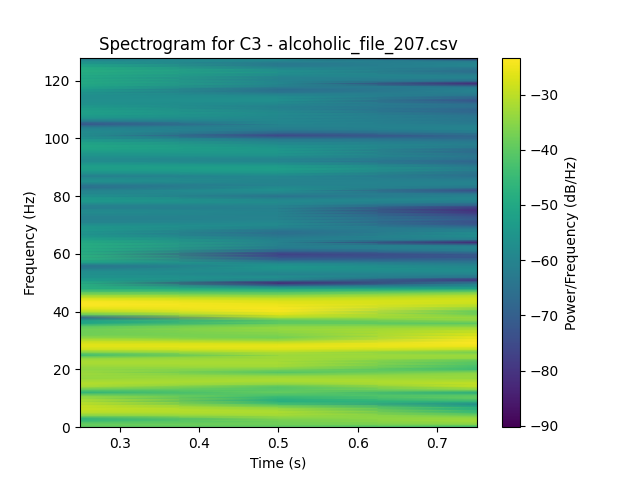 Spectrogram for C3 - alcoholic_file_207.csv
120
100
80
60
40
20
0
Frequency (Hz)
0.3 0.4 0.5 0.6 0.7
Time (s)
−30
−40
−50
−60
−70
−80
−90
Power/Frequency (dB/Hz)